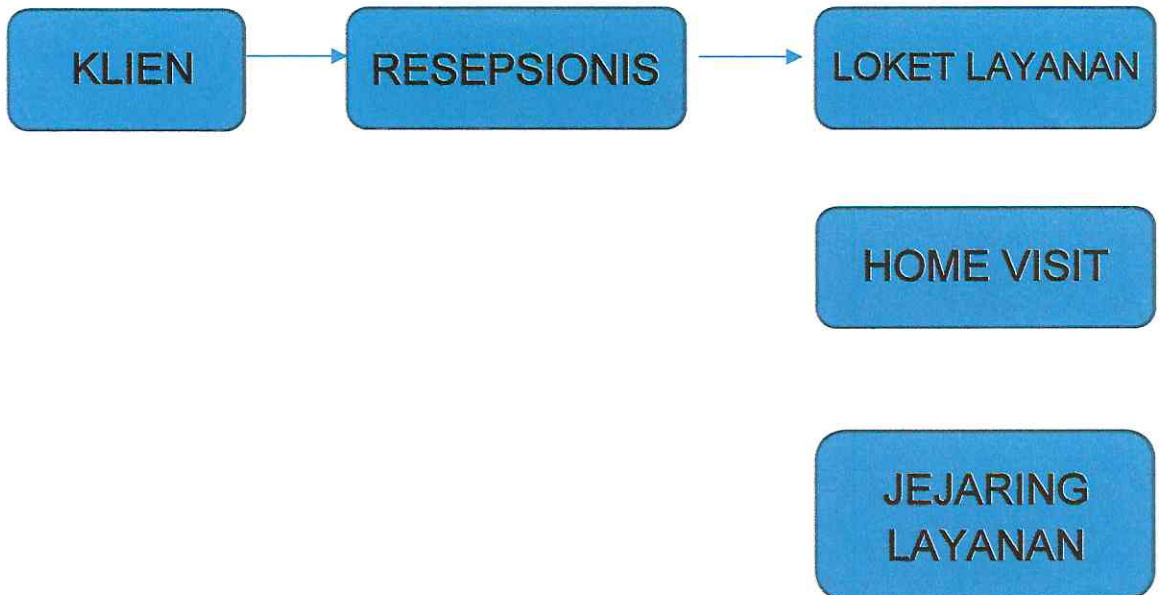 KLIEN
RESEPSIONIS
LOKET LAYANAN
HOME VISIT
JEJARING
LAYANAN